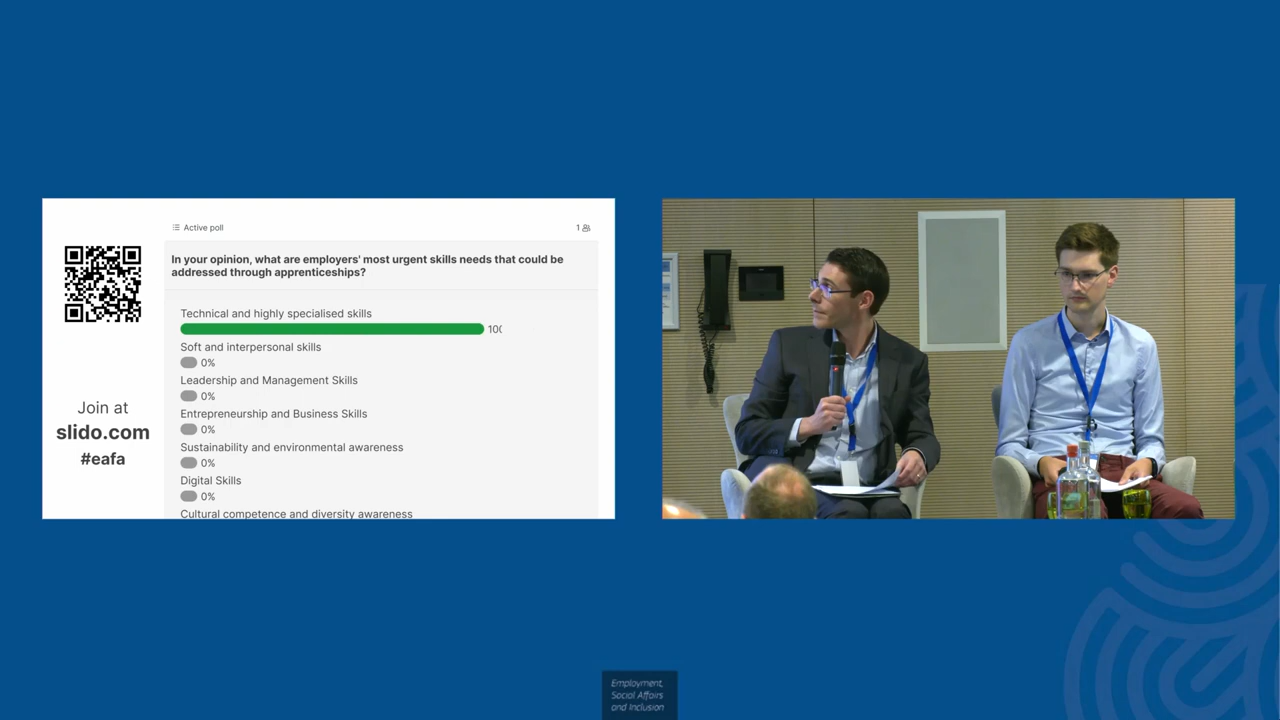 Active poll
1
In your opinion, what are employers' most urgent skills needs that could be
addressed through apprenticeships?
Technical and highly specialised skills
Soft and interpersonal skills
0%
Leadership and Management Skills
0%
Entrepreneurship and Business Skills
0%
Sustainability and environmental awareness
0%
Digital Skills
0%
Cultural competence and diversity awareness
Join at
slido.com
#eafa
Employment,
Social Affairs
and Inclusion